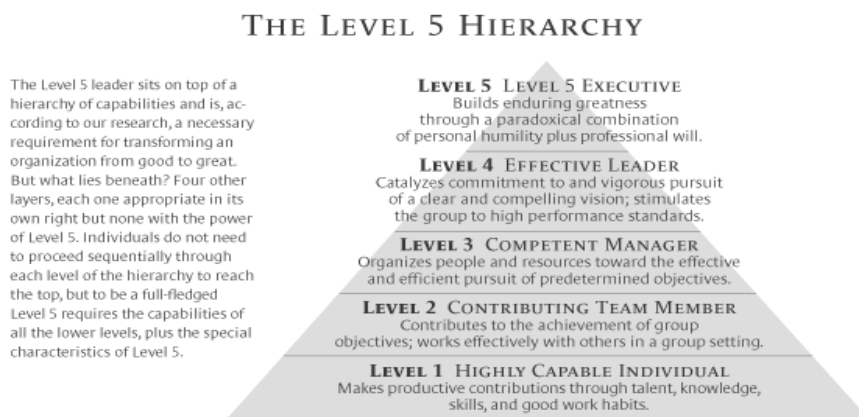 THE LEVEL 5 HIERARCHY
The Level 5 leader sits on top of a
hierarchy of capabilities and is, ac-
cording to our research, a necessary
requirement for transforming an
organization from good to great.
But what lies beneath? Four other
layers, each one appropriate in its
own right but none with the power
of Level 5. Individuals do not need
to proceed sequentially through
each level of the hierarchy to reach
the top, but to be a full-fledged
Level 5 requires the capabilities of
all the lower levels, plus the special
characteristics of Level 5.
LEVEL 5 LEVEL 5 EXECUTIVE
Builds enduring greatness
through a paradoxical combination
of personal humility plus professional will.
LEVEL 4 EFFECTIVE LEADER
Catalyzes commitment to and vigorous pursuit
of a clear and compelling vision; stimulates
the group to high performance standards.
LEVEL 3 COMPETENT MANAGER
Organizes people and resources toward the effective
and efficient pursuit of predetermined objectives.
LEVEL 2 CONTRIBUTING TEAM MEMBER
Contributes to the achievement of group
objectives; works effectively with others in a group setting.
LEVEL 1 HIGHLY CAPABLE INDIVIDUAL
Makes productive contributions through talent, knowledge,
skills, and good work habits.